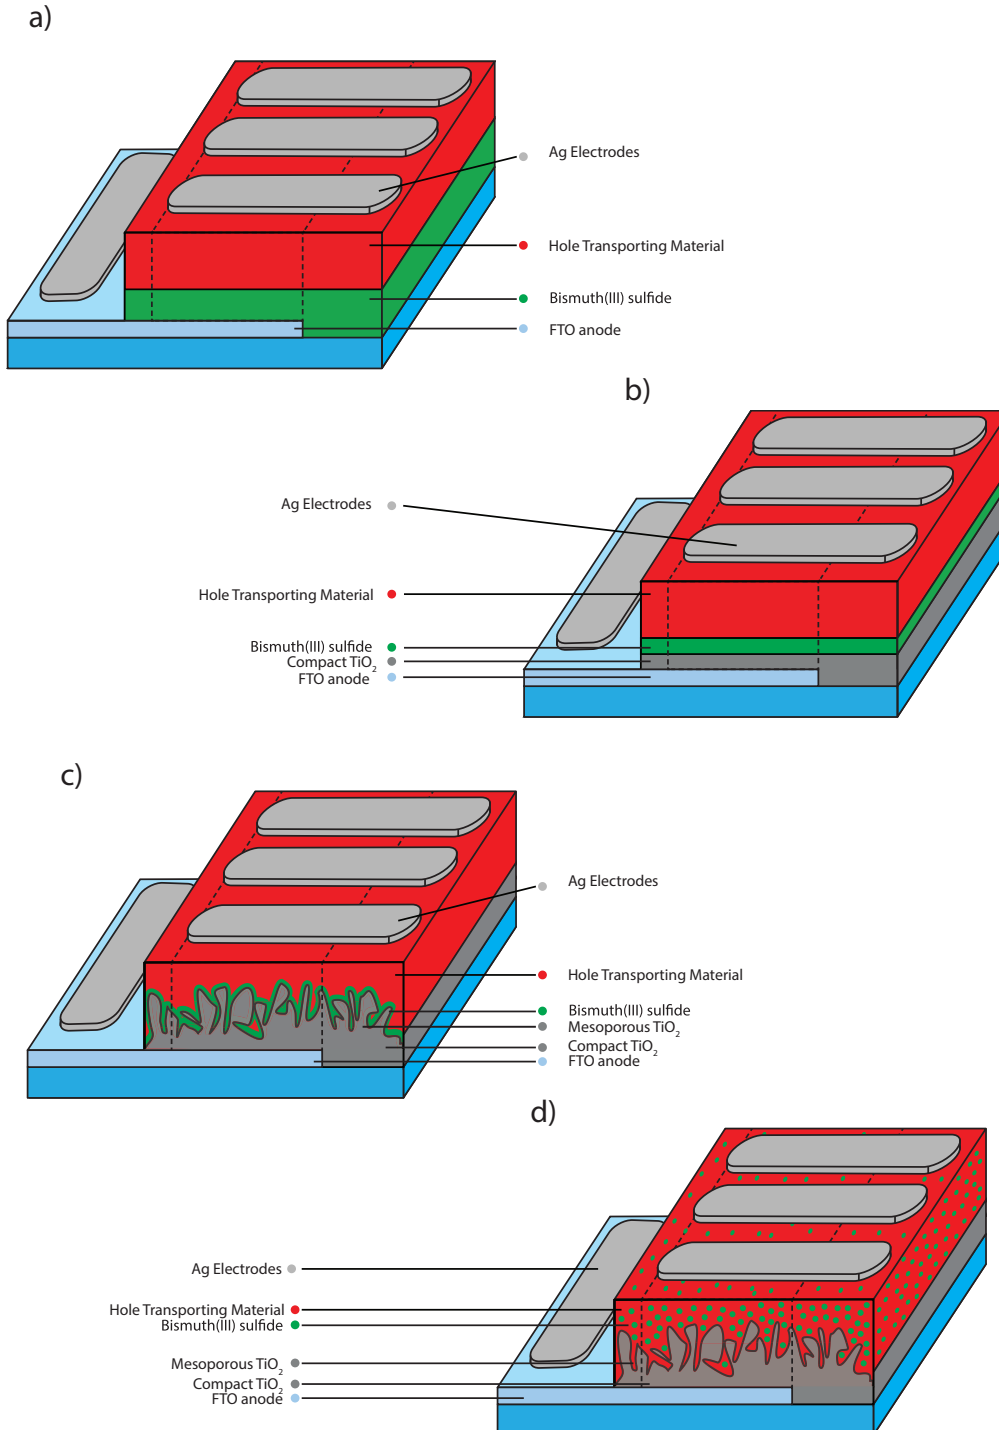 a)
Ag Electrodes
Hole Transporting Material
Bismuth(III) sulfide
FTO anode
b)
Ag Electrodes
Hole Transporting Material
Bismuth(III) sulfide
Compact TiO₂
FTO anode
c)
Ag Electrodes
Hole Transporting Material
Bismuth(III) sulfide
Mesoporous TiO₂
Compact TiO₂
FTO anode
d)
Ag Electrodes
Hole Transporting Material
Bismuth(III) sulfide
Mesoporous TiO₂
Compact TiO₂
FTO anode